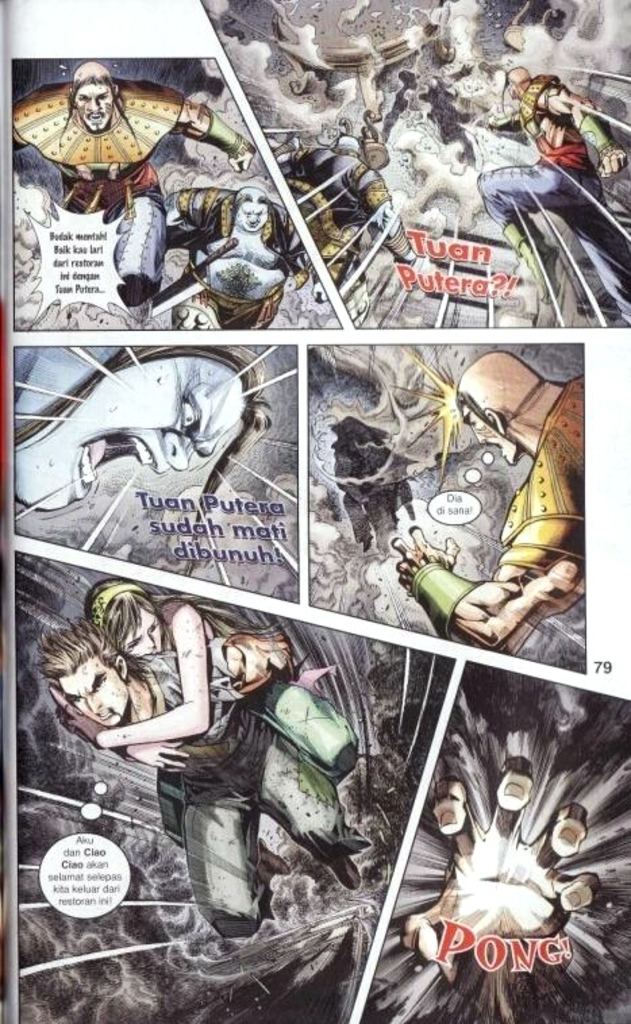 Budak mentah!
Baik kau lari
dari restoran
ini dengan
Tuan Putera...
Tuan
Putera?!
Tuan Putera
sudah mati
dibunuh!
Dia
di sana!
79
Aku
dan Ciao
Ciao akan
selamat selepas
kita keluar dari
restoran ini!
PONG!